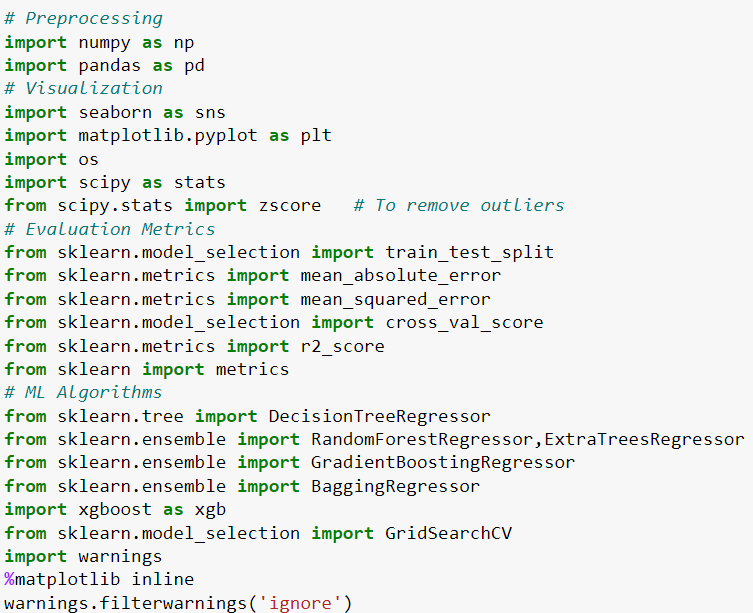 # Preprocessing
import numpy as np
import pandas as pd
# Visualization
import seaborn as sns
import matplotlib.pyplot as plt
import os
import scipy as stats
from scipy.stats import zscore   # To remove outliers
# Evaluation Metrics
from sklearn.model_selection import train_test_split
from sklearn.metrics import mean_absolute_error
from sklearn.metrics import mean_squared_error
from sklearn.model_selection import cross_val_score
from sklearn.metrics import r2_score
from sklearn import metrics
# ML Algorithms
from sklearn.tree import DecisionTreeRegressor
from sklearn.ensemble import RandomForestRegressor,ExtraTreesRegressor
from sklearn.ensemble import GradientBoostingRegressor
from sklearn.ensemble import BaggingRegressor
import xgboost as xgb
from sklearn.model_selection import GridSearchCV
import warnings
%matplotlib inline
warnings.filterwarnings('ignore')